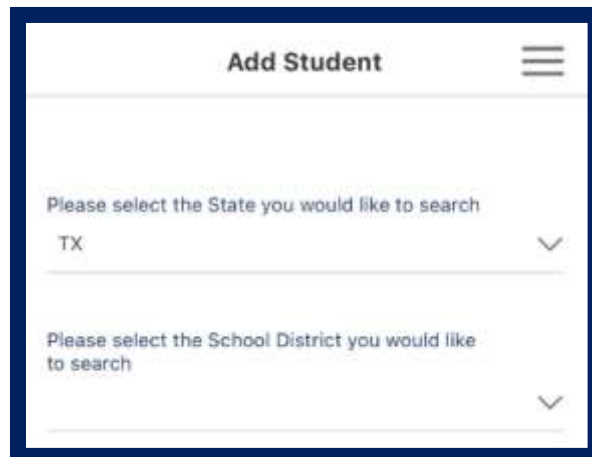 Add Student
Please select the State you would like to search
TX
Please select the School District you would like
to search